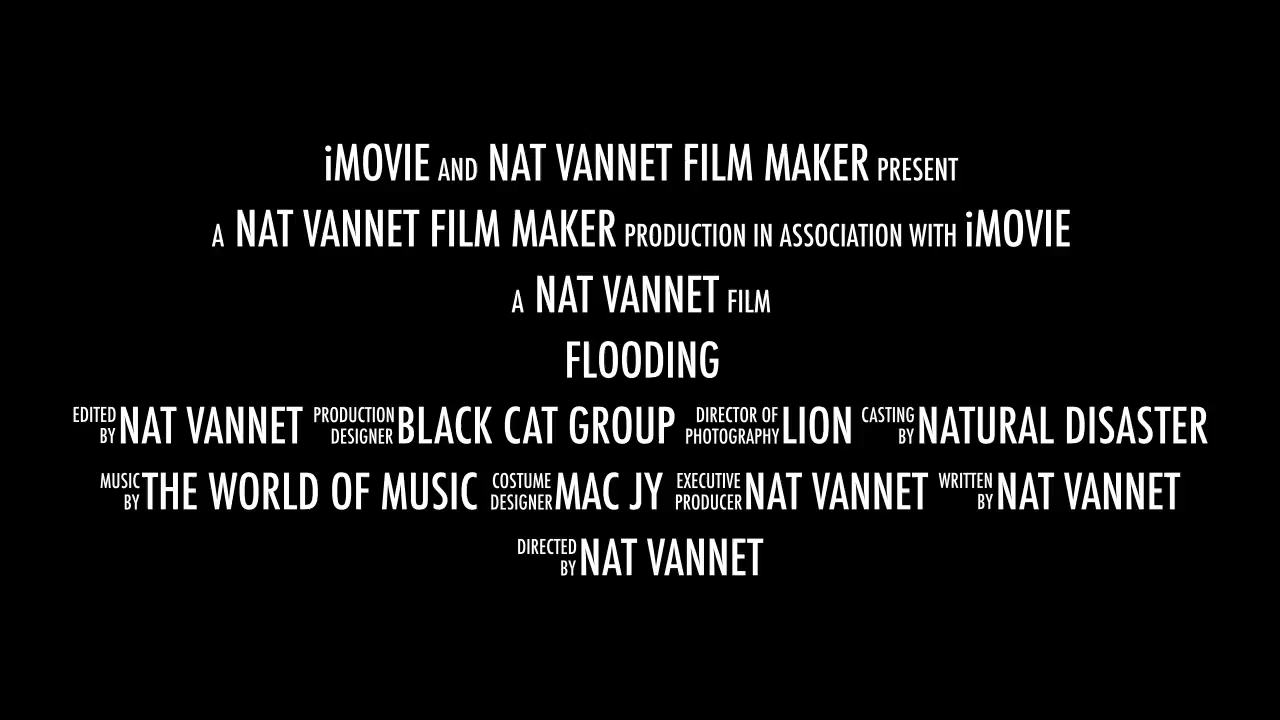 iMOVIE AND NAT VANNET FILM MAKER PRESENT
A NAT VANNET FILM MAKER PRODUCTION IN ASSOCIATION WITH iMOVIE
A NAT VANNET FILM
FLOODING
EDITED BY NAT VANNET PRODUCTION DESIGNER BLACK CAT GROUP DIRECTOR OF PHOTOGRAPHY LION CASTING BY NATURAL DISASTER
MUSIC BY THE WORLD OF MUSIC COSTUME DESIGNER MAC JY EXECUTIVE PRODUCER NAT VANNET WRITTEN BY NAT VANNET
DIRECTED BY NAT VANNET